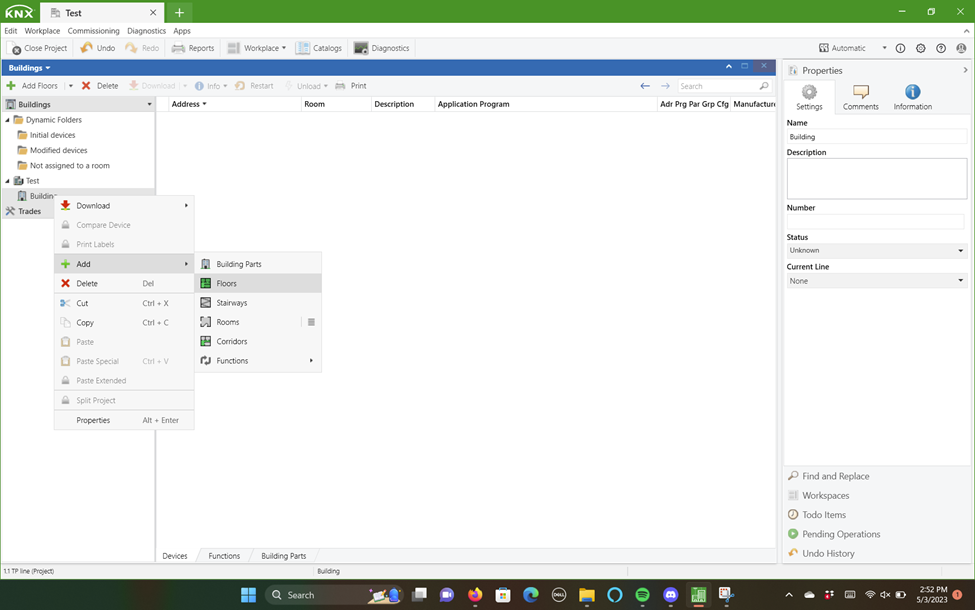 KNX Test
Edit Workplace Commissioning Diagnostics Apps
Close Project Undo Redo Reports Workplace Catalogs Diagnostics Automatic
Buildings
Add Floors Delete Download Info Restart Unload Print Search
Buildings
Dynamic Folders
Initial devices
Modified devices
Not assigned to a room
Test
Building
Trades
Address Room Description Application Program Adr Prg Par Grp Cfg Manufacture
Download
Compare Device
Print Labels
Add
Delete Del
Cut Ctrl + X
Copy Ctrl + C
Paste
Paste Special Ctrl + V
Paste Extended
Split Project
Properties Alt + Enter
Building Parts
Floors
Stairways
Rooms
Corridors
Functions
Devices Functions Building Parts
Properties
Settings Comments Information
Name
Building
Description
Number
Status
Unknown
Current Line
None
Find and Replace
Workspaces
Todo Items
Pending Operations
Undo History
1.1 TP line (Project) Building
Search DELL 2:52 PM
5/3/2023 1